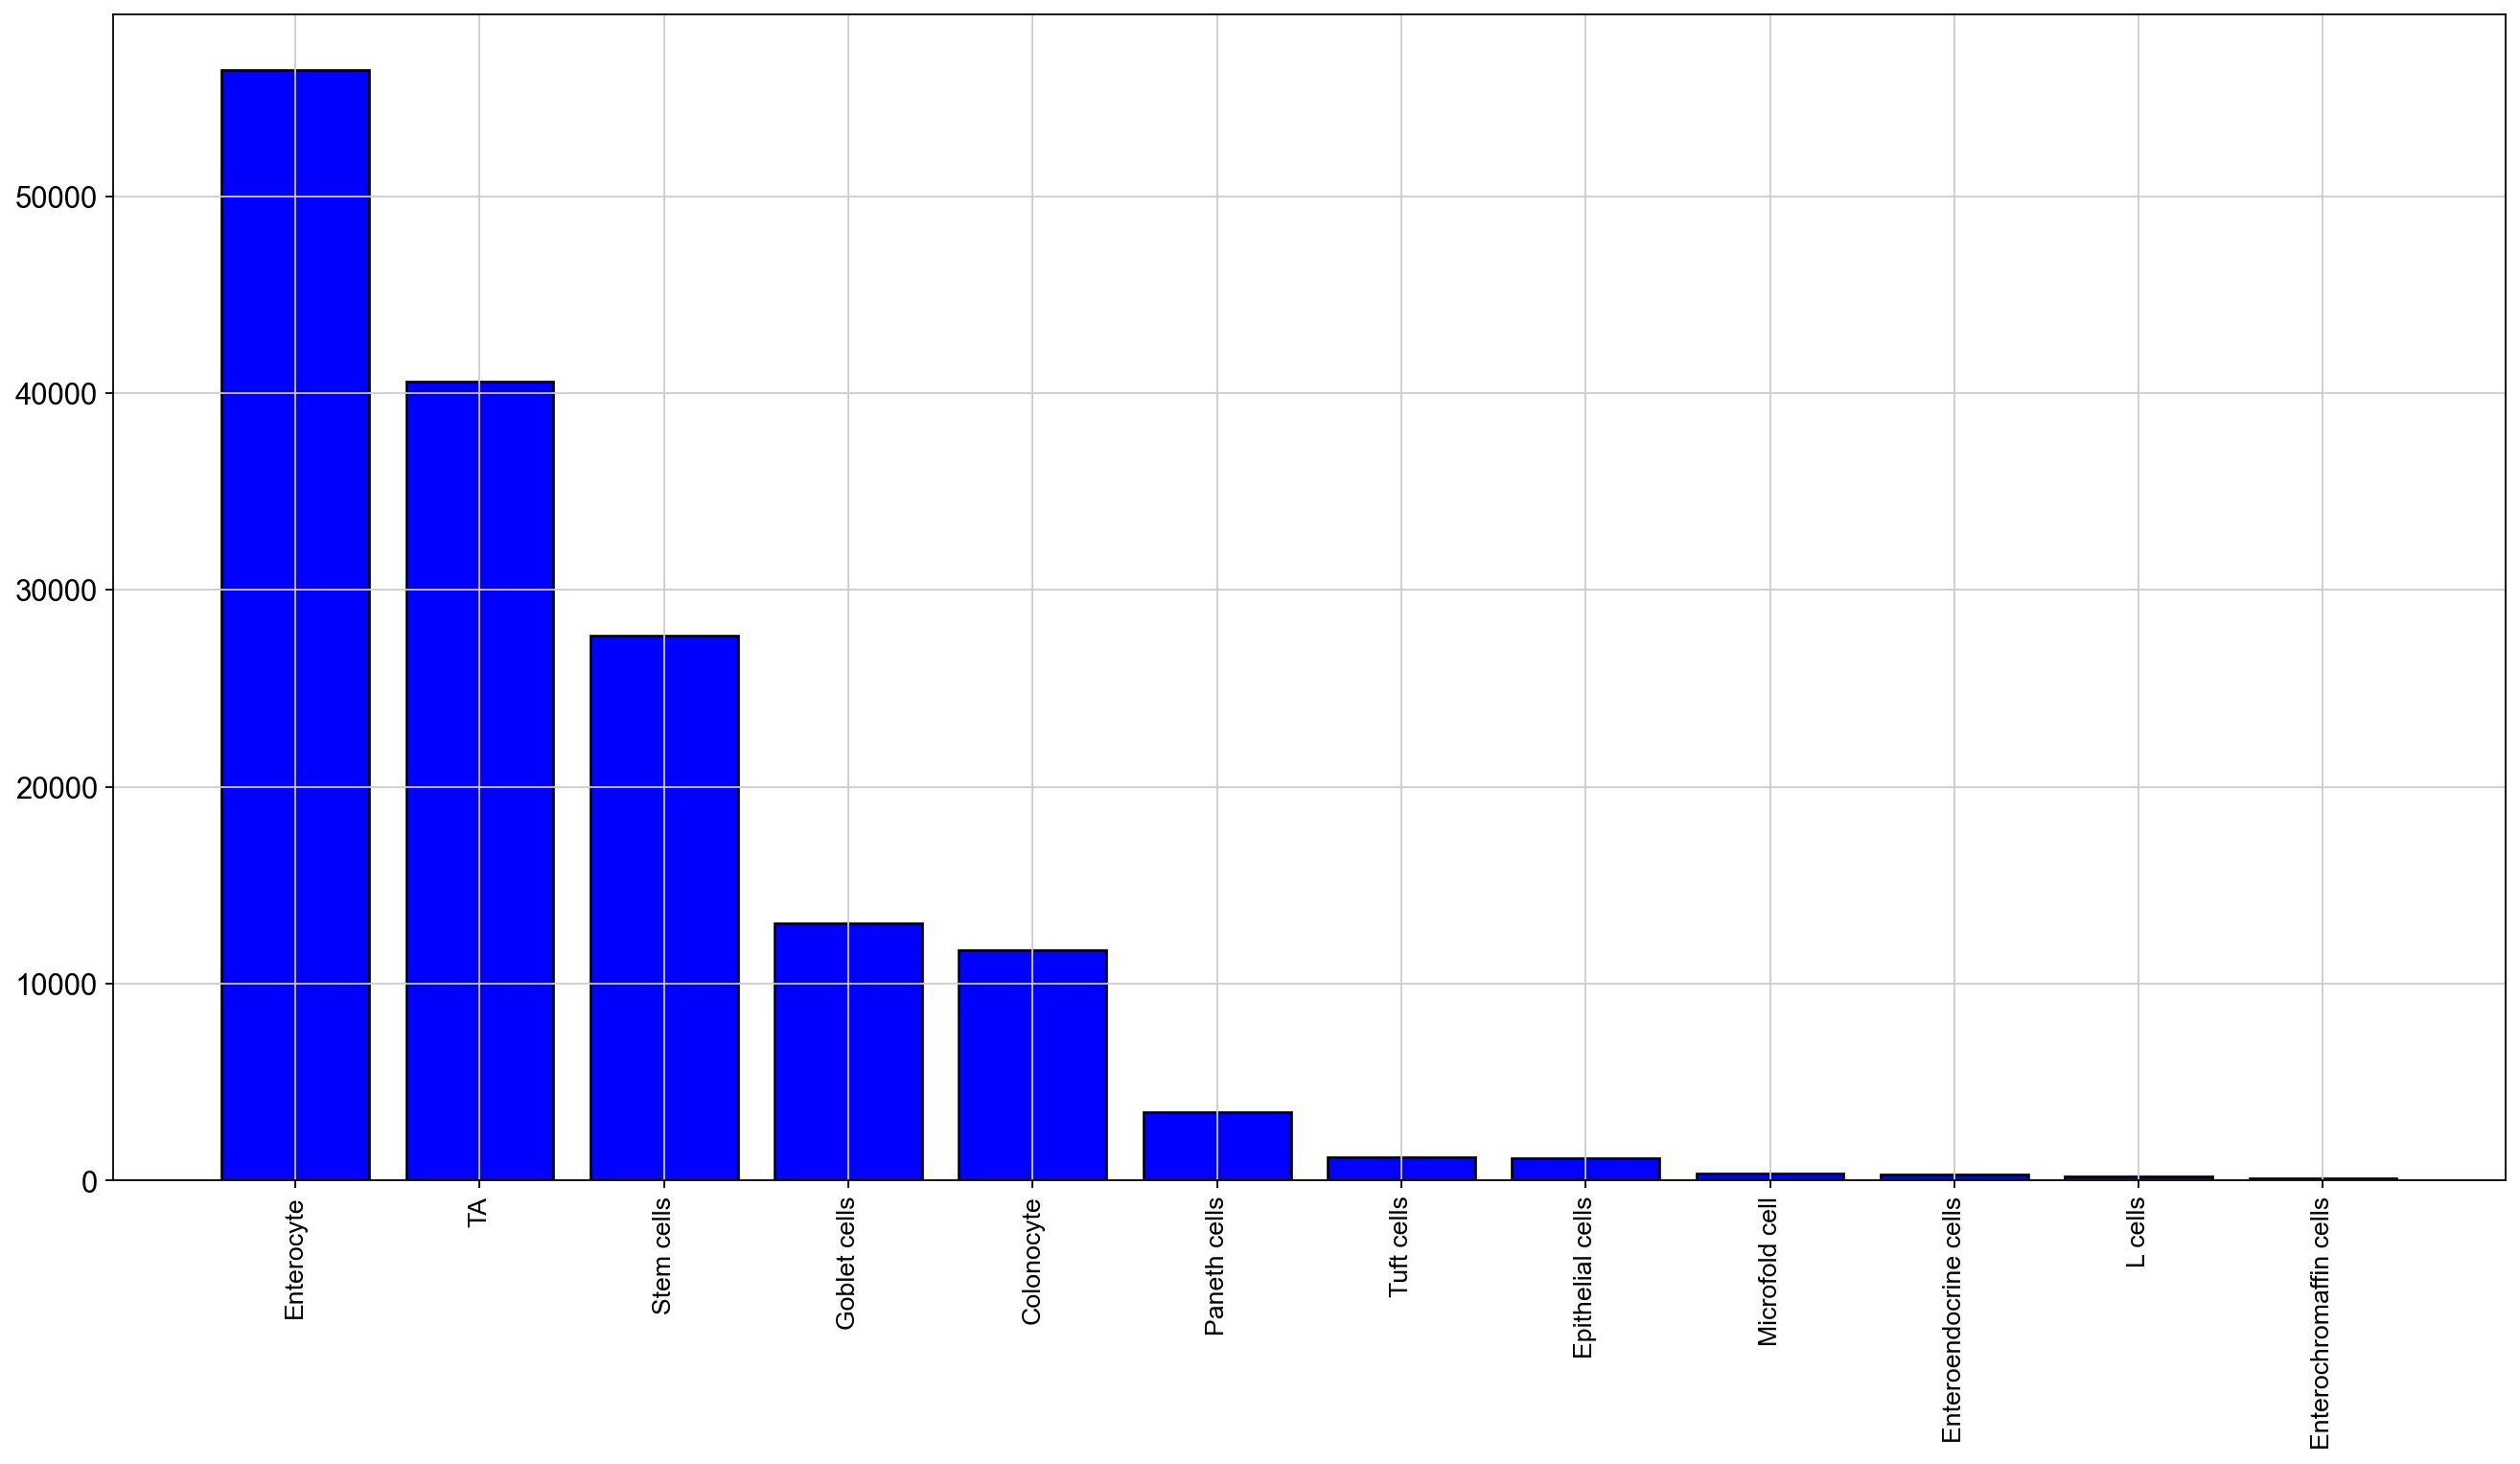 50000
40000
30000
20000
10000
0
Enterocyte
TA
Stem cells
Goblet cells
Colonocyte
Paneth cells
Tuft cells
Epithelial cells
Microfold cell
Enteroendocrine cells
L cells
Enterochromaffin cells